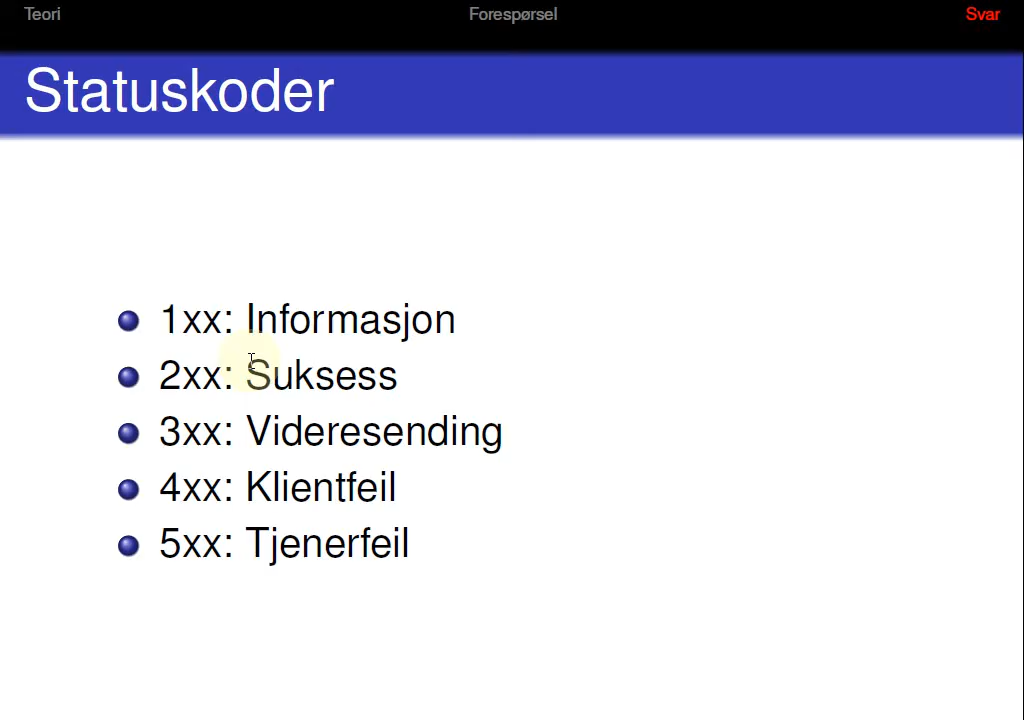 Teori Forespørsel Svar
Statuskoder
1xx: Informasjon
2xx: Suksess
3xx: Videresending
4xx: Klientfeil
5xx: Tjenerfeil